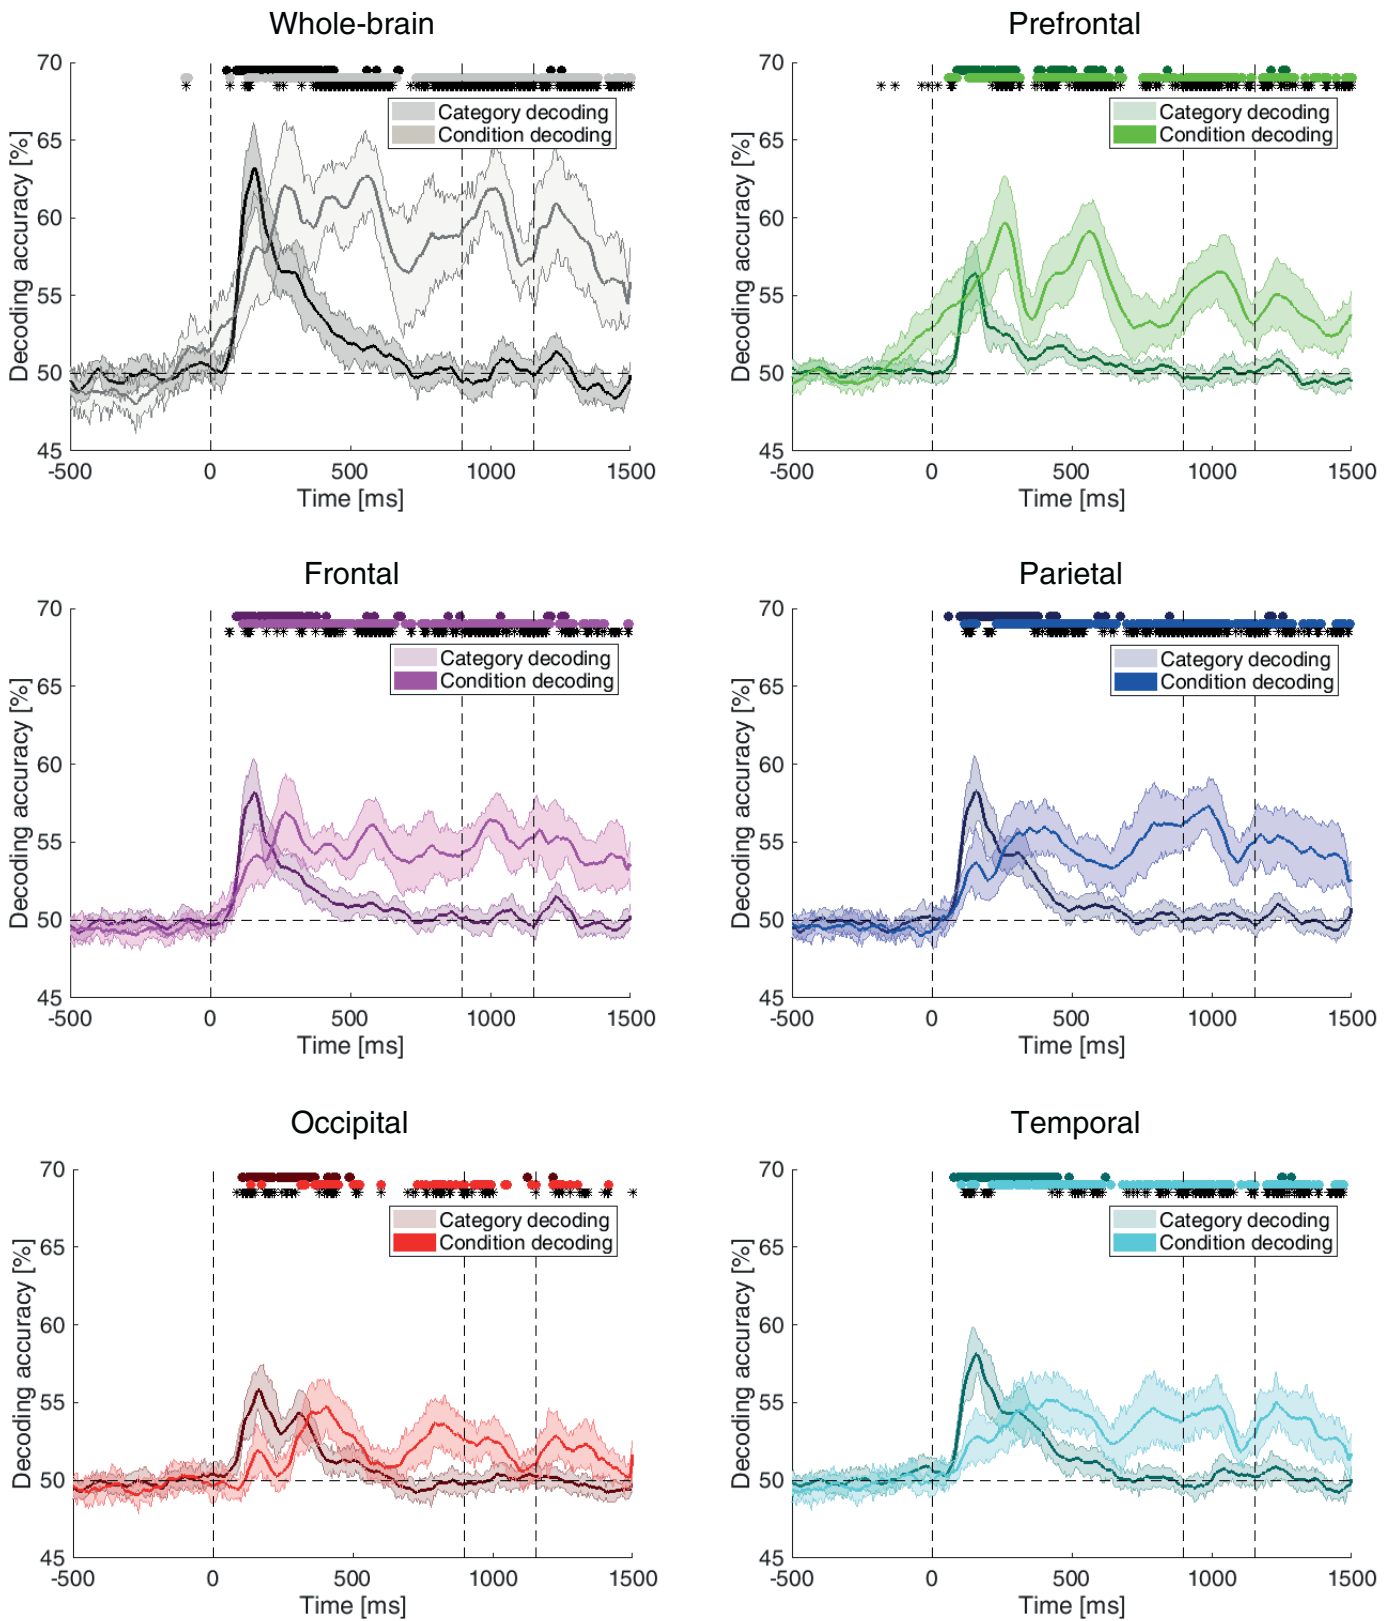 Whole-brain
70
65
60
55
50
45
Decoding accuracy [%]
Category decoding
Condition decoding
-500 0 500 1000 1500
Time [ms]
Prefrontal
70
65
60
55
50
45
Decoding accuracy [%]
Category decoding
Condition decoding
-500 0 500 1000 1500
Time [ms]
Frontal
70
65
60
55
50
45
Decoding accuracy [%]
Category decoding
Condition decoding
-500 0 500 1000 1500
Time [ms]
Parietal
70
65
60
55
50
45
Decoding accuracy [%]
Category decoding
Condition decoding
-500 0 500 1000 1500
Time [ms]
Occipital
70
65
60
55
50
45
Decoding accuracy [%]
Category decoding
Condition decoding
-500 0 500 1000 1500
Time [ms]
Temporal
70
65
60
55
50
45
Decoding accuracy [%]
Category decoding
Condition decoding
-500 0 500 1000 1500
Time [ms]